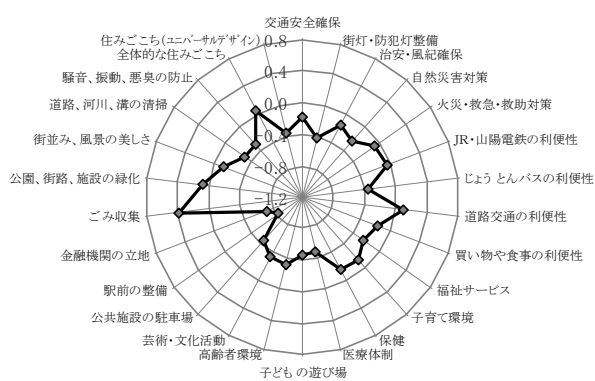 交通安全確保
街灯・防犯灯整備
治安・風紀確保
自然災害対策
火災・救急・救助対策
JR・山陽電鉄の利便性
じょうとんバスの利便性
道路交通の利便性
買い物や食事の利便性
福祉サービス
子育て環境
保健
医療体制
子どもの遊び場
高齢者環境
芸術・文化活動
公共施設の駐車場
駅前の整備
金融機関の立地
ごみ収集
公園、街路、施設の緑化
街並み、風景の美しさ
道路、河川、溝の清掃
騒音、振動、悪臭の防止
全体的な住みごこち
住みごこち(ユニバーサルデザイン)
0.8
0.4
0.0
-0.4
-0.8
-1.2